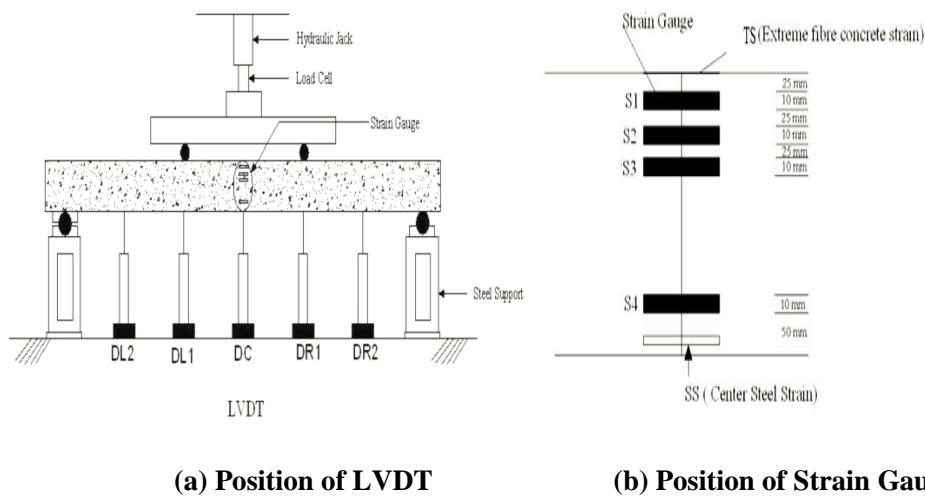 Hydraulic Jack
Load Cell
Strain Gauge
Steel Support
DL2 DL1 DC DR1 DR2
LVDT
(a) Position of LVDT
Strain Gauge
TS (Extreme fibre concrete strain)
25 mm
S1 10 mm
25 mm
S2 10 mm
25 mm
S3 10 mm
S4 10 mm
50 mm
SS ( Center Steel Strain)
(b) Position of Strain Gau